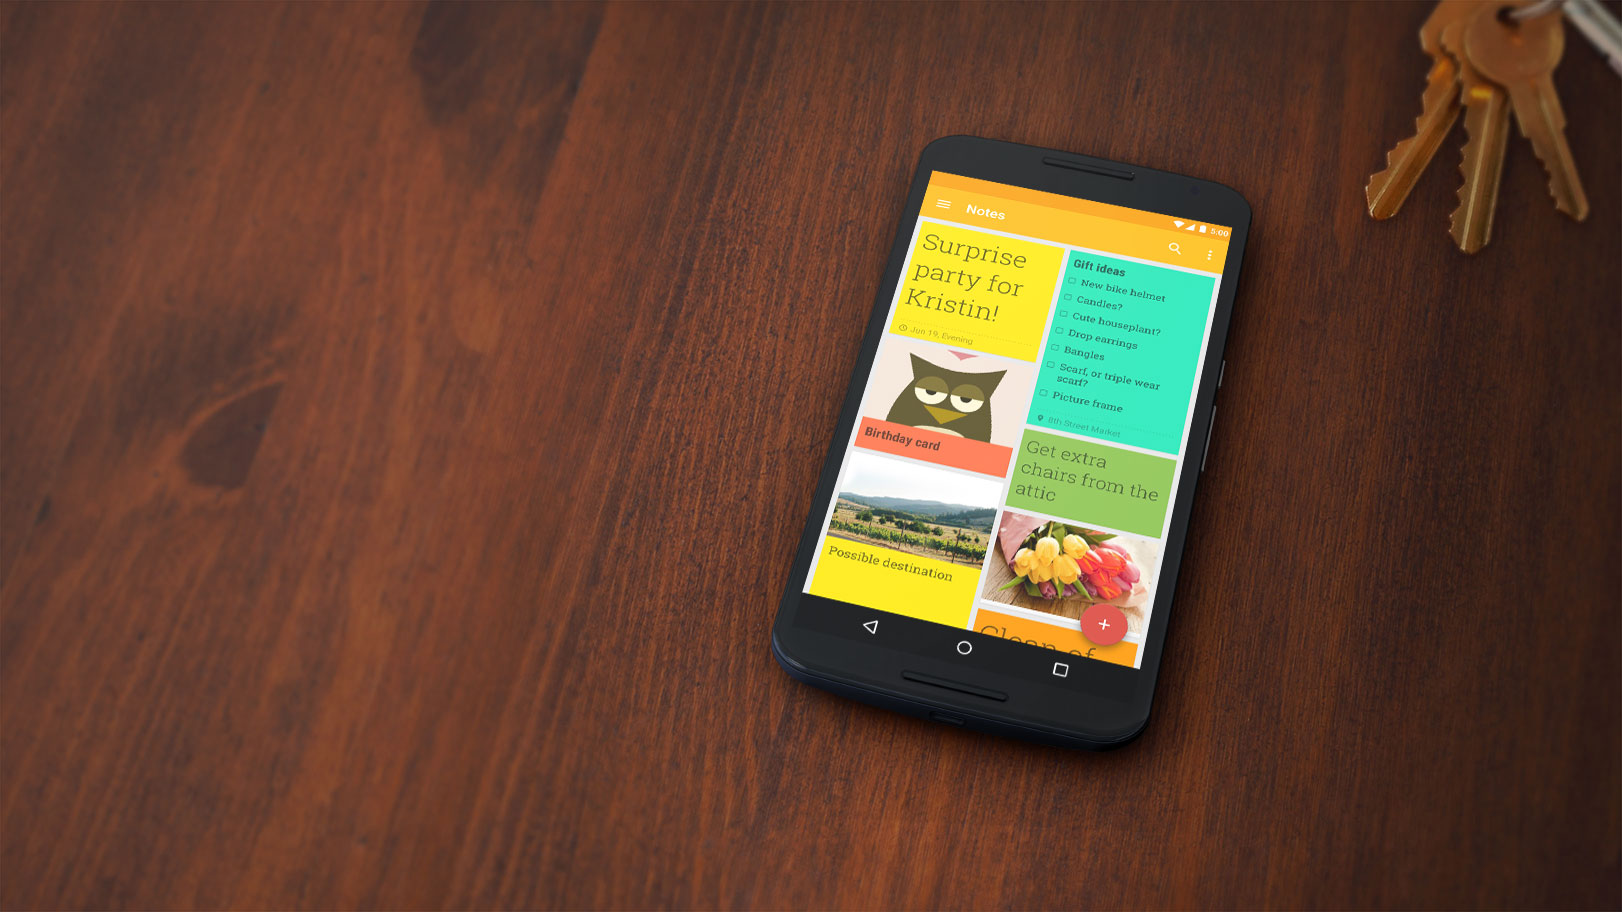 Notes
5:00
Surprise
party for
Kristin!
Jun 19, Evening
Birthday card
Possible destination
Gift ideas
New bike helmet
Candles?
Cute houseplant?
Drop earrings
Bangles
Scarf, or triple wear
scarf?
Picture frame
8th Street Market
Get extra
chairs from the
attic